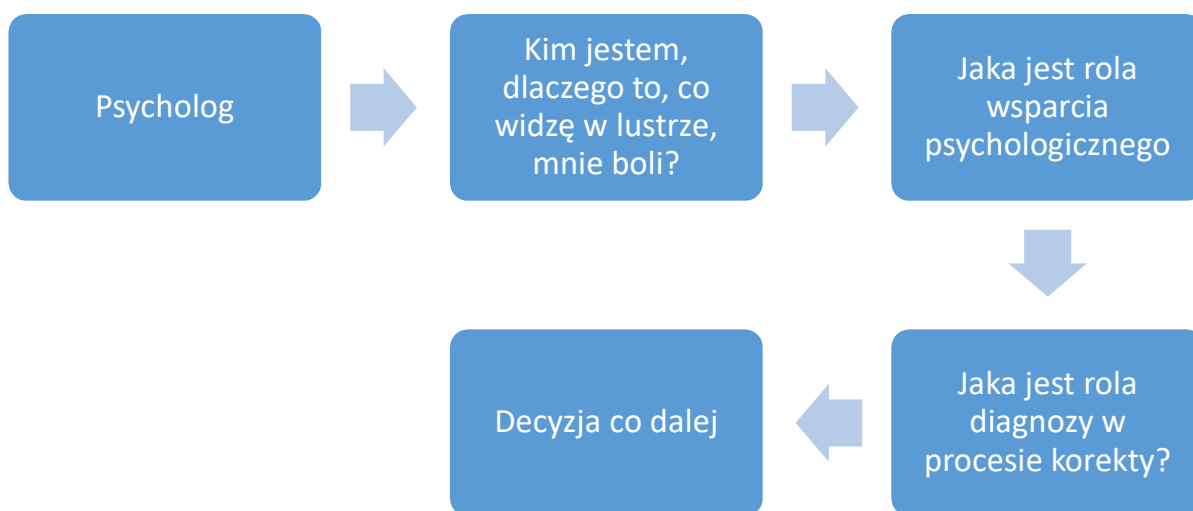 Psycholog
Kim jestem,
dlaczego to, co
widzę w lustrze,
mnie boli?
Jaka jest rola
wsparcia
psychologicznego
Jaka jest rola
diagnozy w
procesie korekty?
Decyzja co dalej